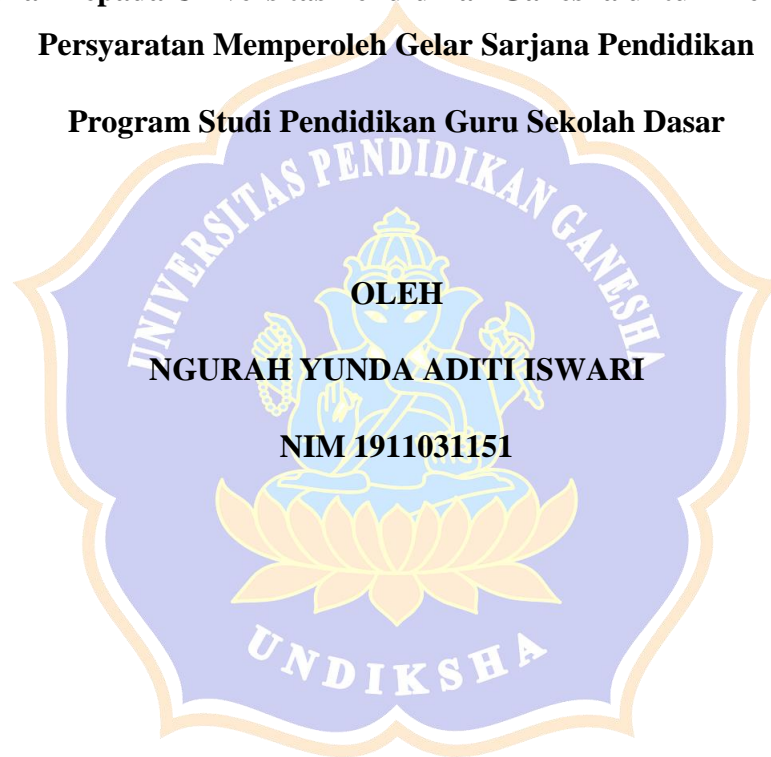 Persyaratan Memperoleh Gelar Sarjana Pendidikan
Program Studi Pendidikan Guru Sekolah Dasar
UNIVERSITAS PENDIDIKAN GANESHA
OLEH
NGURAH YUNDA ADITI ISWARI
NIM 1911031151
UNDIKSHA